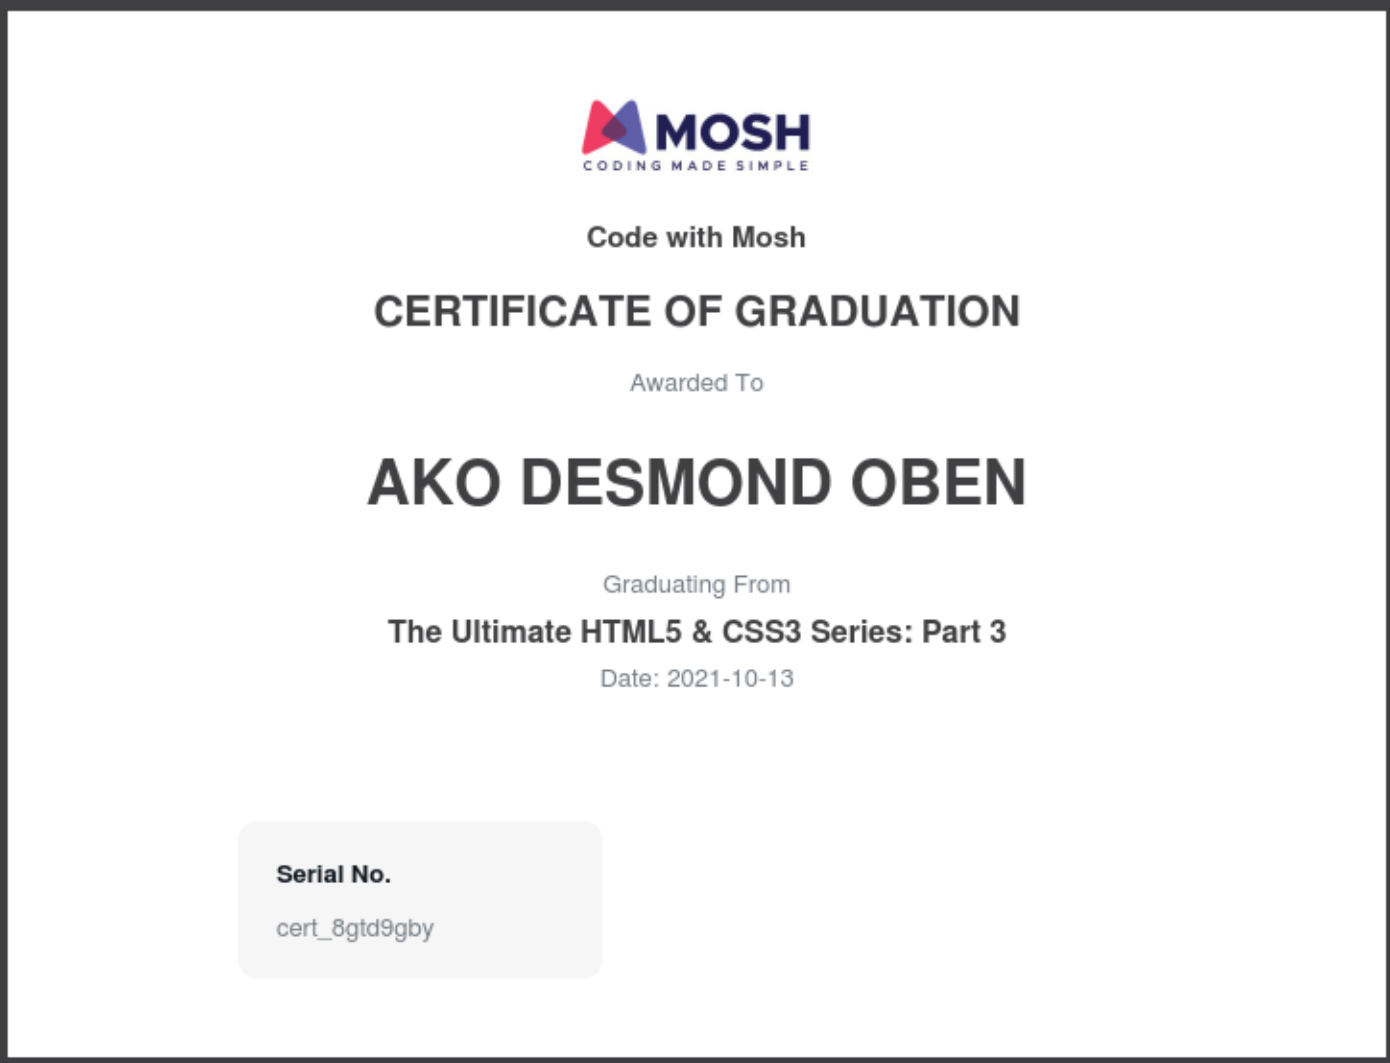 MOSH
CODING MADE SIMPLE
Code with Mosh
CERTIFICATE OF GRADUATION
Awarded To
AKO DESMOND OBEN
Graduating From
The Ultimate HTML5 & CSS3 Series: Part 3
Date: 2021-10-13
Serial No.
cert_8gtd9gby